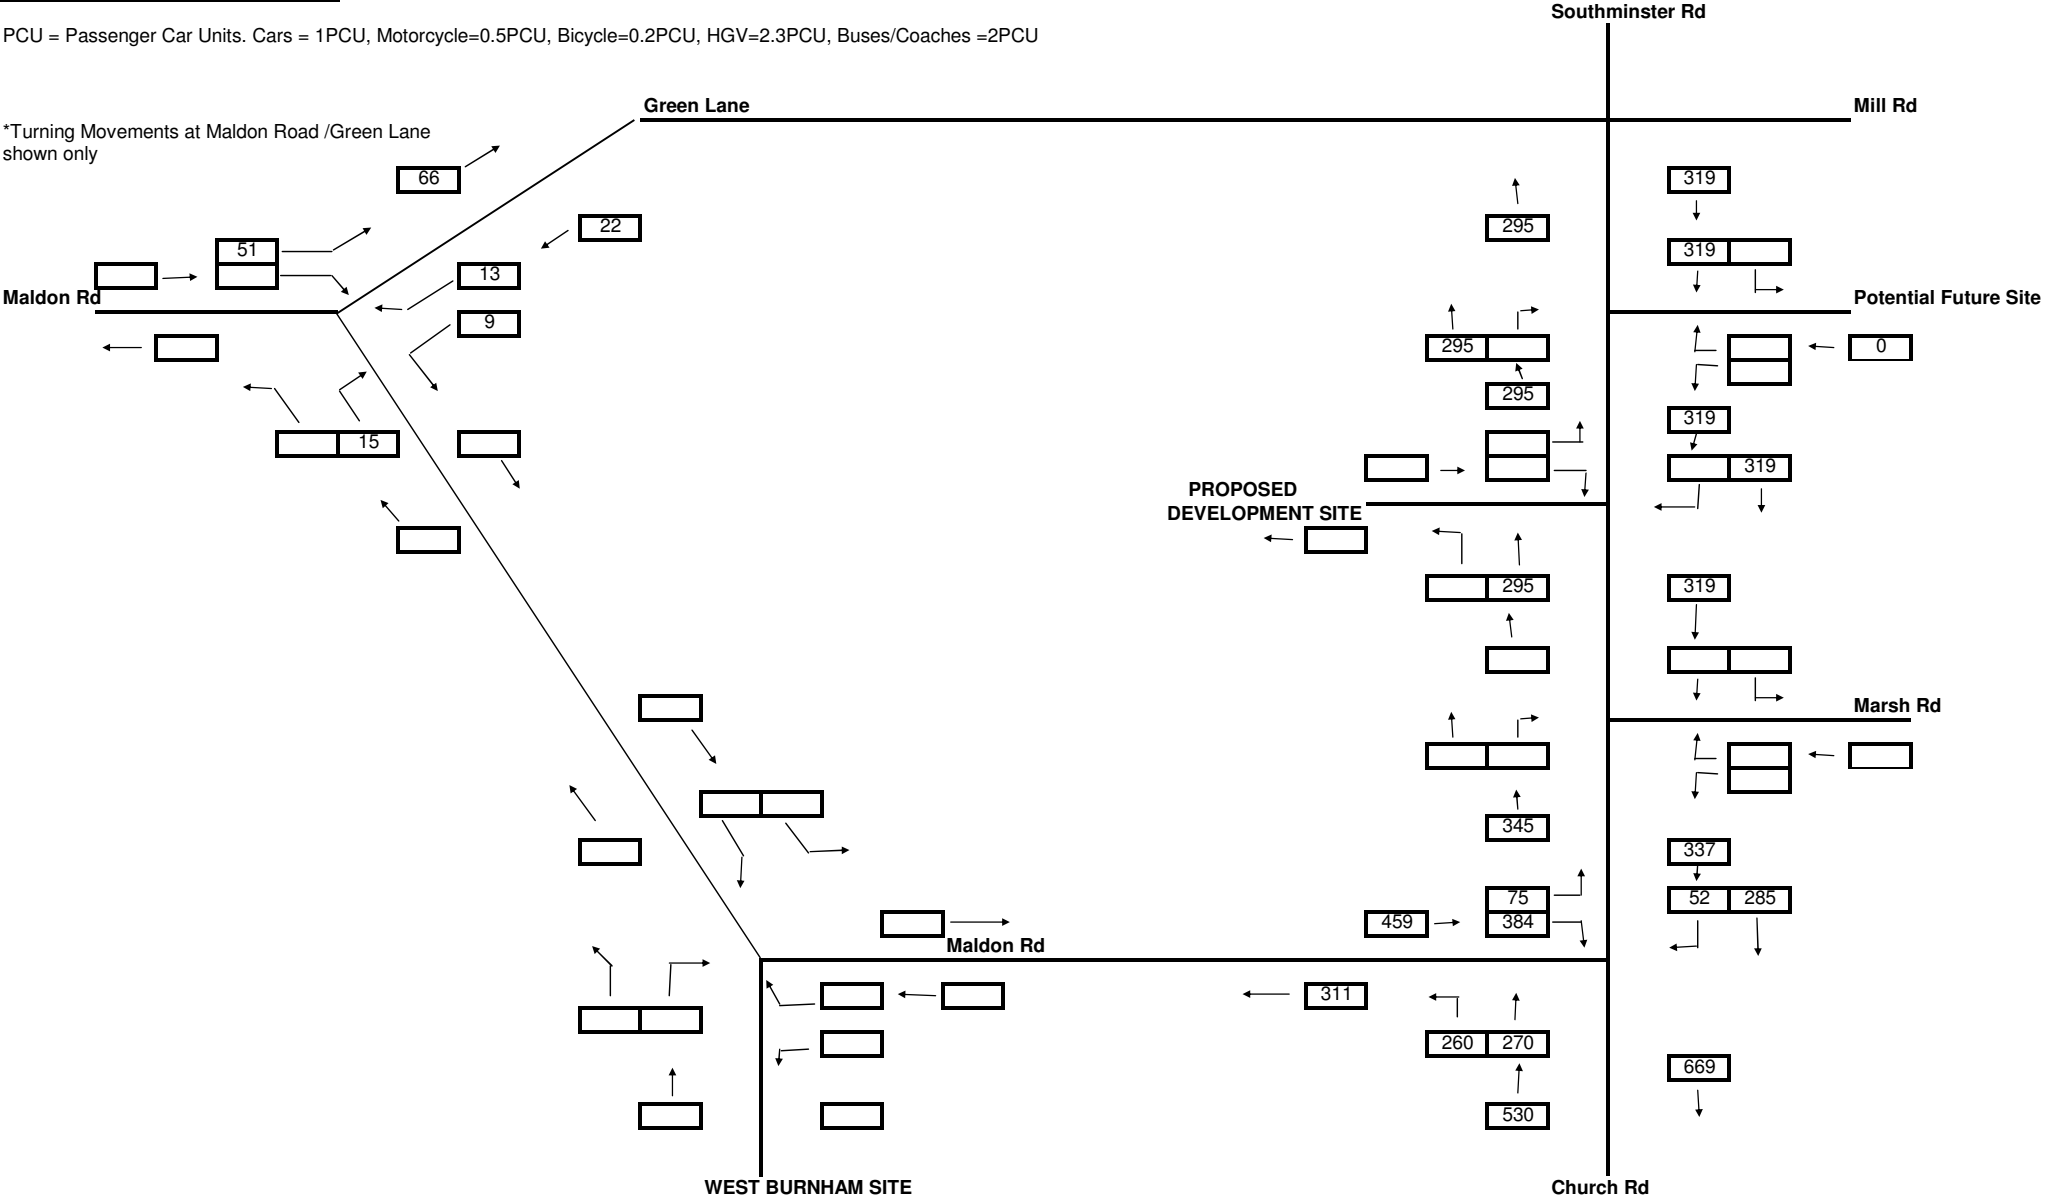 Southminster Rd
PCU = Passenger Car Units. Cars = 1PCU, Motorcycle=0.5PCU, Bicycle=0.2PCU, HGV=2.3PCU, Buses/Coaches =2PCU
Green Lane
Mill Rd
*Turning Movements at Maldon Road /Green Lane
shown only
66
319
22
295
51
319
13
Maldon Rd
Potential Future Site
9
295
0
295
319
15
319
PROPOSED
DEVELOPMENT SITE
295
319
Marsh Rd
345
337
75
52
285
459
384
Maldon Rd
311
260
270
669
530
WEST BURNHAM SITE
Church Rd